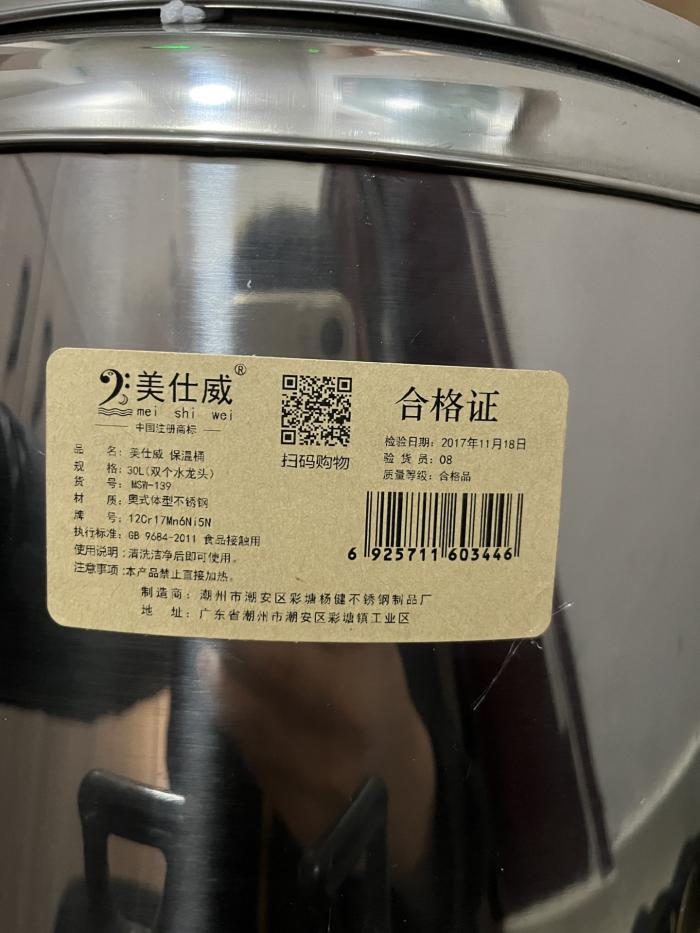 美仕威®
mei shi wei
中国注册商标
扫码购物
合格证
检验日期: 2017年11月18日
验 货 员: 08
质量等级: 合格品
品 名: 美仕威 保温桶
规 格: 30L(双个水龙头)
货 号: MSW-139
材 质: 奥式体型不锈钢
牌 号: 12Cr17Mn6Ni5N
执行标准: GB 9684-2011 食品接触用
使用说明: 清洗洁净后即可使用。
注意事项: 本产品禁止直接加热。
6 925711 603446
制造商: 潮州市潮安区彩塘杨健不锈钢制品厂
地 址: 广东省潮州市潮安区彩塘镇工业区